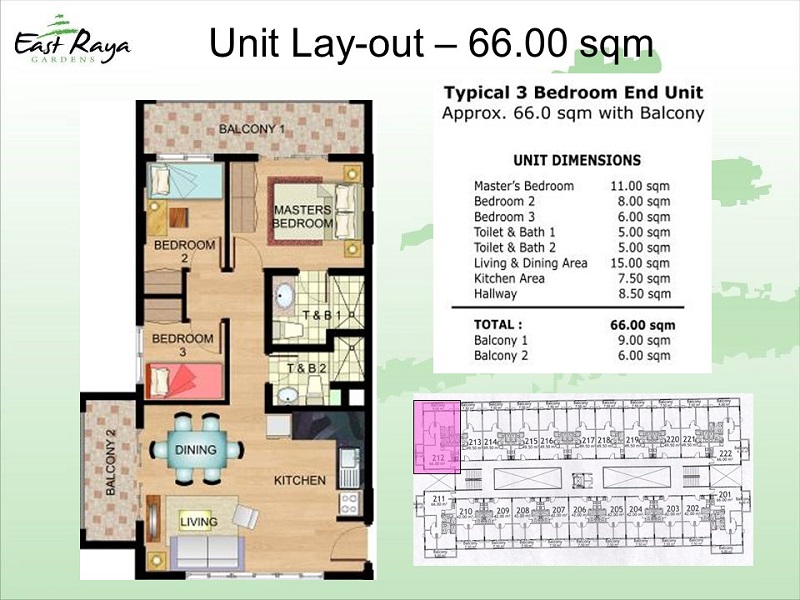 East Raya
GARDENS
Unit Lay-out – 66.00 sqm
Typical 3 Bedroom End Unit
Approx. 66.0 sqm with Balcony
UNIT DIMENSIONS
Master's Bedroom 11.00 sqm
Bedroom 2 8.00 sqm
Bedroom 3 6.00 sqm
Toilet & Bath 1 5.00 sqm
Toilet & Bath 2 5.00 sqm
Living & Dining Area 15.00 sqm
Kitchen Area 7.50 sqm
Hallway 8.50 sqm
TOTAL : 66.00 sqm
Balcony 1 9.00 sqm
Balcony 2 6.00 sqm
BALCONY 1
MASTERS
BEDROOM
BEDROOM
2
T & B 1
BEDROOM
3
T & B 2
BALCONY 2
DINING
KITCHEN
LIVING
212
213
214
215
216
217
218
219
220
221
222
211
210
209
208
207
206
205
204
203
202
201